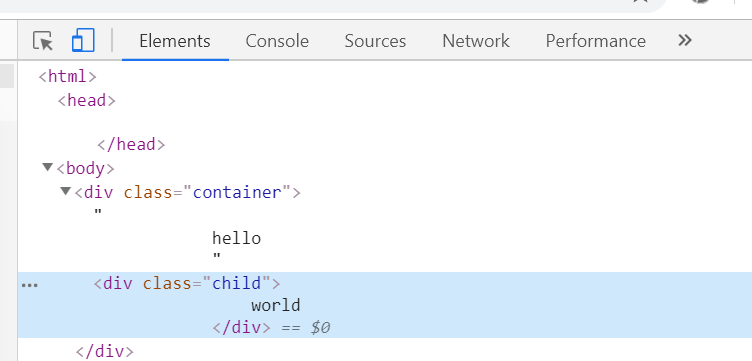 Elements Console Sources Network Performance »
<html>
<head>
</head>
<body>
<div class="container">
"
hello
"
... <div class="child">
world
</div> == $0
</div>